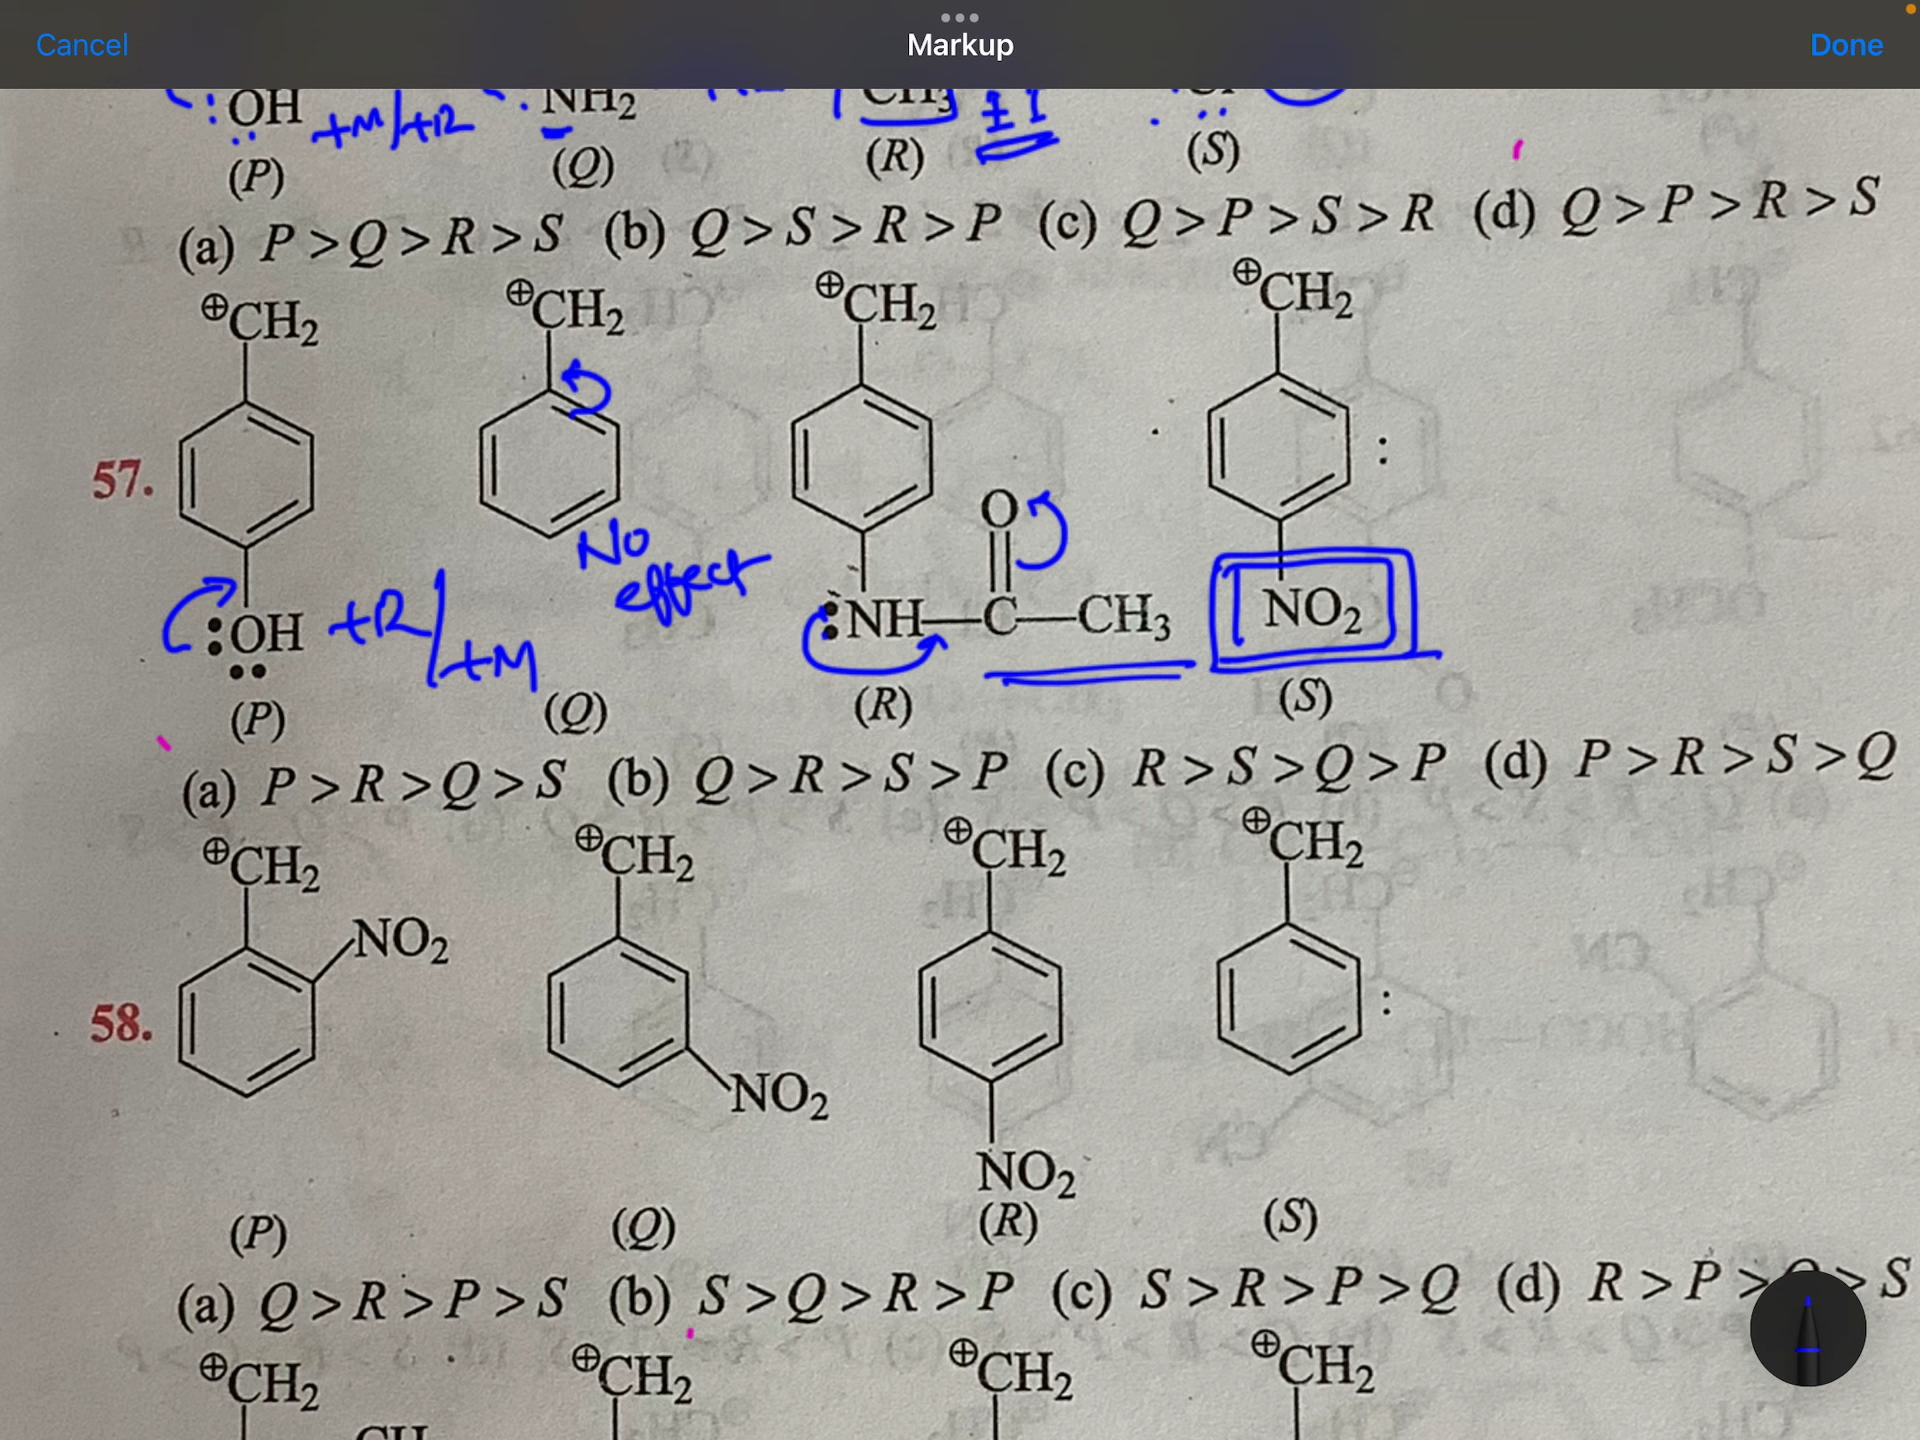 Cancel Markup Done
:OH +M/+R NH2 CH3 ±I
(P) (Q) (R) (S)
(a) P > Q > R > S (b) Q > S > R > P (c) Q > P > S > R (d) Q > P > R > S
⊕CH2 ⊕CH2 ⊕CH2 ⊕CH2
57.
O
No effect
:OH +R/+M :NH—C—CH3 NO2
(P) (Q) (R) (S)
(a) P > R > Q > S (b) Q > R > S > P (c) R > S > Q > P (d) P > R > S > Q
⊕CH2 ⊕CH2 ⊕CH2 ⊕CH2
NO2
58. :
NO2
NO2
(P) (Q) (R) (S)
(a) Q > R > P > S (b) S > Q > R > P (c) S > R > P > Q (d) R > P > Q > S
⊕CH2 ⊕CH2 ⊕CH2 ⊕CH2